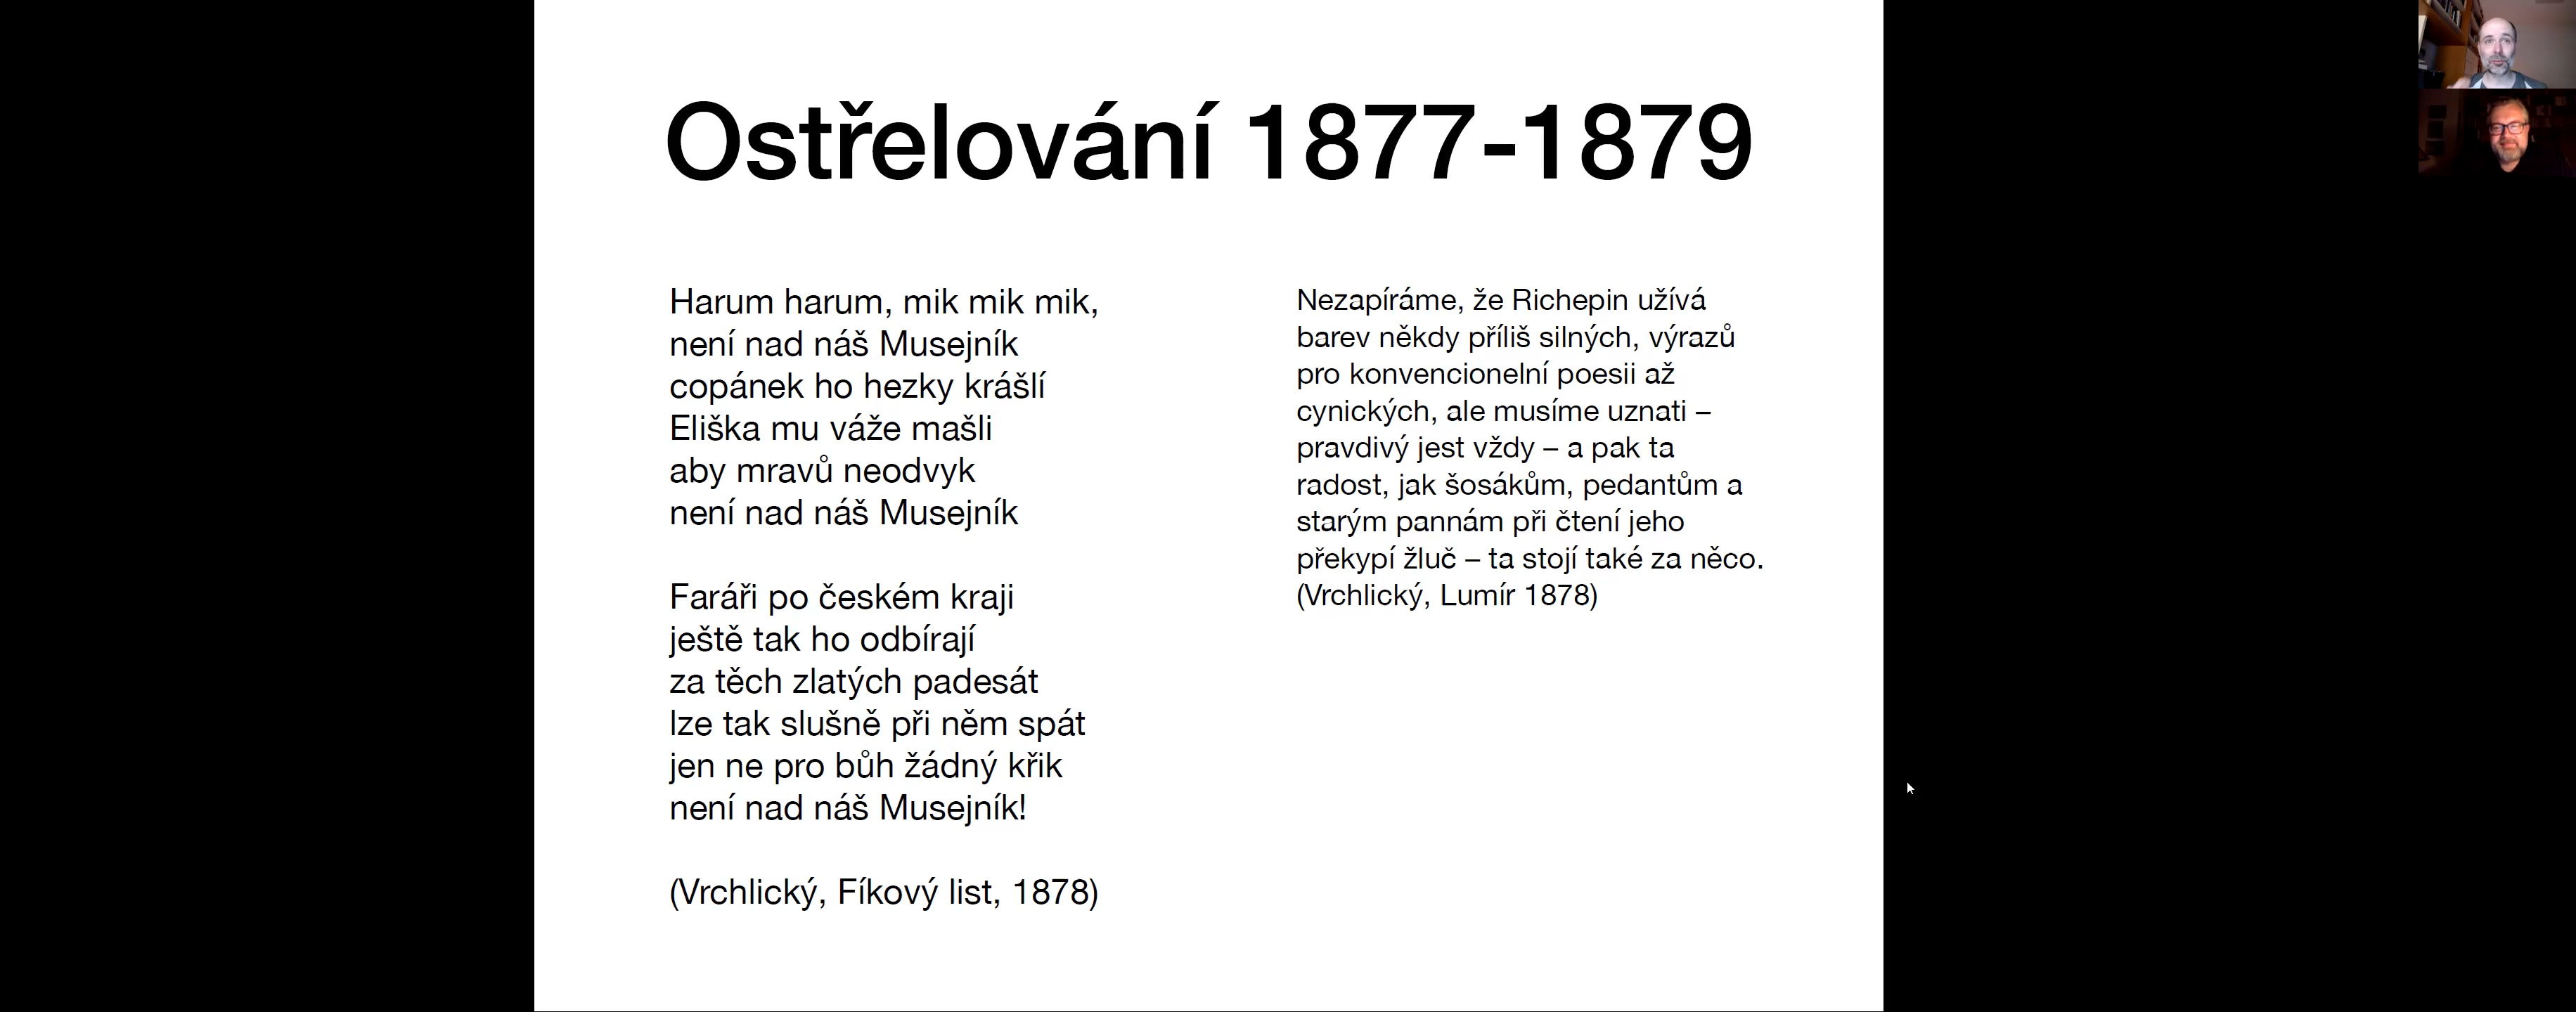 Ostřelování 1877-1879
Harum harum, mik mik mik,
není nad náš Musejník
copánek ho hezky krášlí
Eliška mu váže mašli
aby mravů neodvyk
není nad náš Musejník
Faráři po českém kraji
ještě tak ho odbírají
za těch zlatých padesát
lze tak slušně při něm spát
jen ne pro bůh žádný křik
není nad náš Musejník!
(Vrchlický, Fíkový list, 1878)
Nezapíráme, že Richepin užívá
barev někdy příliš silných, výrazů
pro konvencionelní poesii až
cynických, ale musíme uznati –
pravdivý jest vždy – a pak ta
radost, jak šosákům, pedantům a
starým pannám při čtení jeho
překypí žluč – ta stojí také za něco.
(Vrchlický, Lumír 1878)